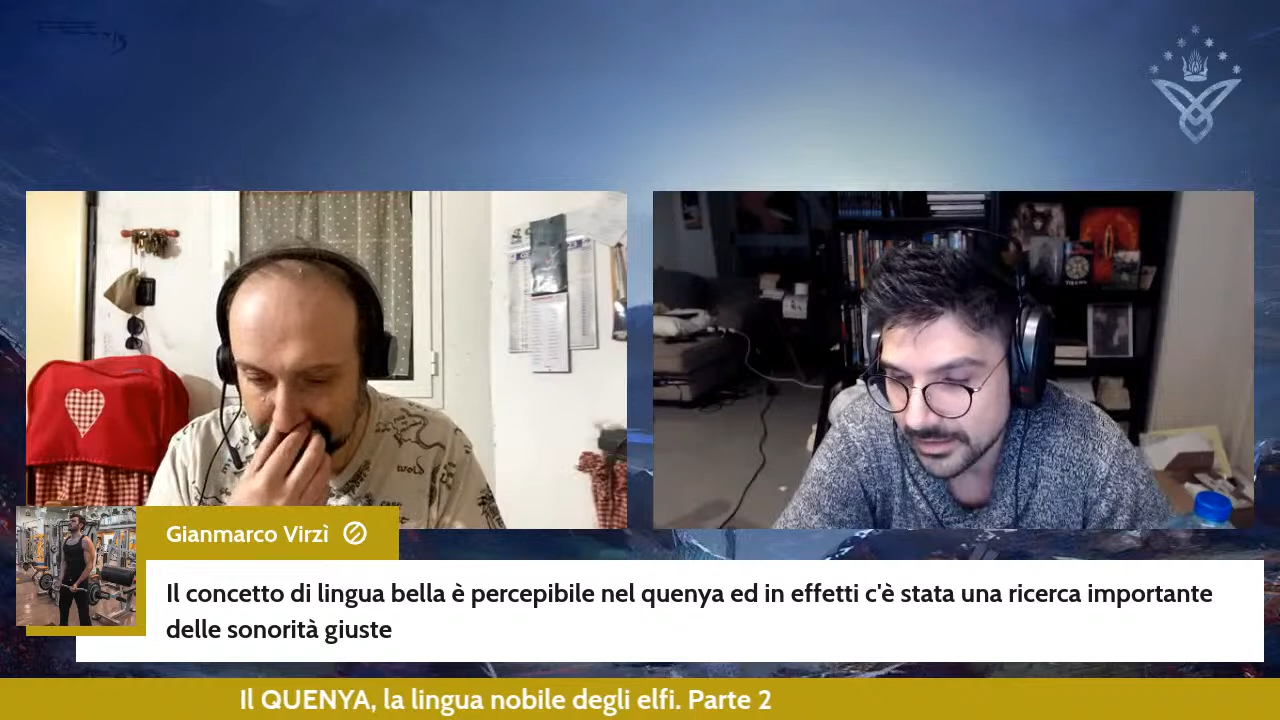 Gianmarco Virzì
Il concetto di lingua bella è percepibile nel quenya ed in effetti c'è stata una ricerca importante
delle sonorità giuste
Il QUENYA, la lingua nobile degli elfi. Parte 2